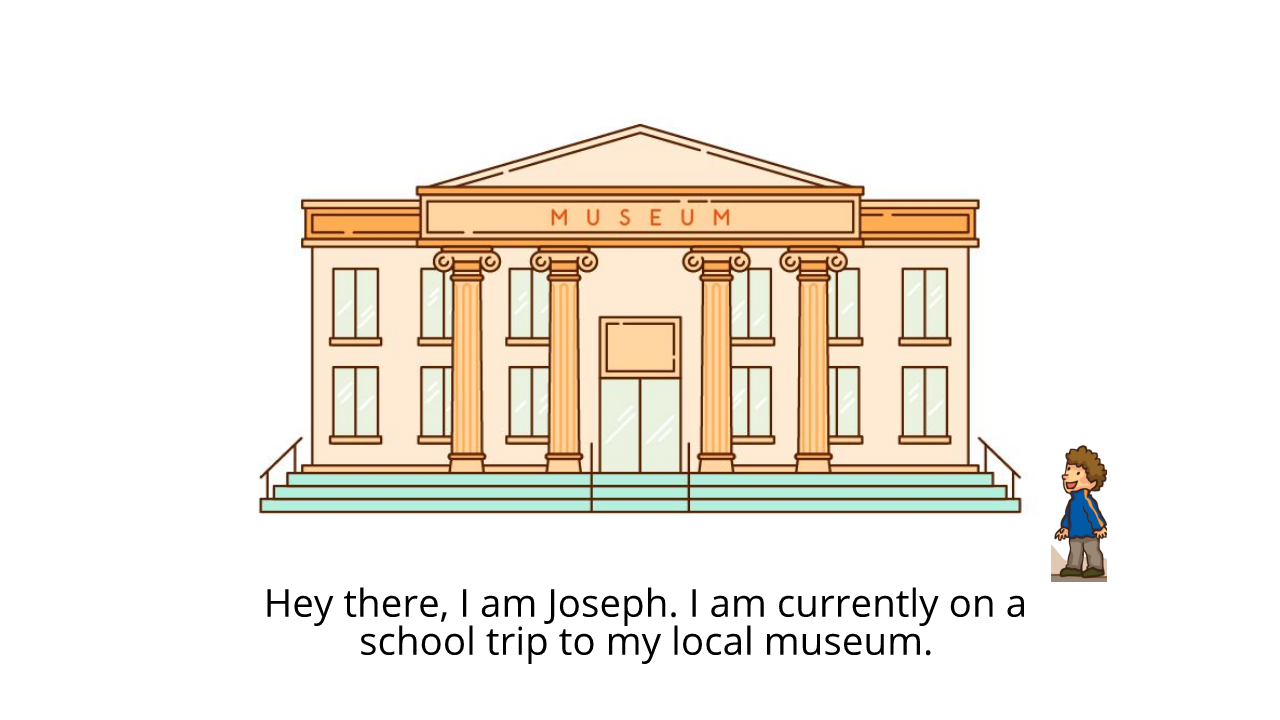 MUSEUM
Hey there, I am Joseph. I am currently on a
school trip to my local museum.